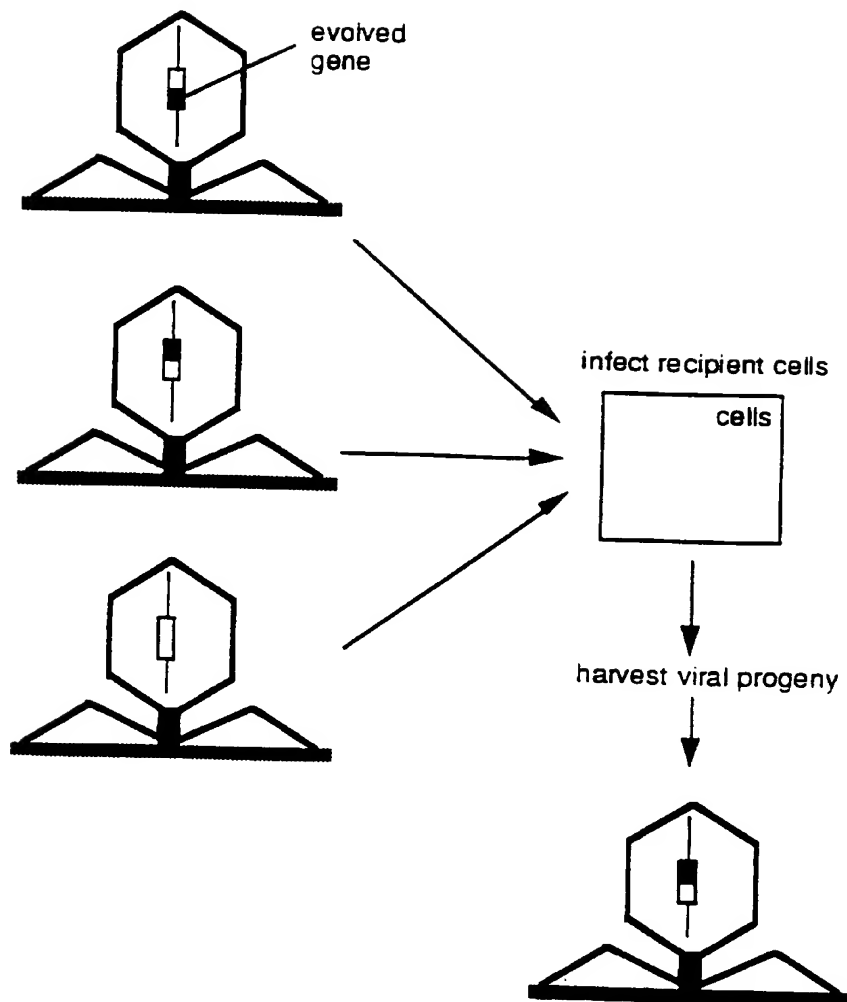 evolved
gene
infect recipient cells
cells
harvest viral progeny